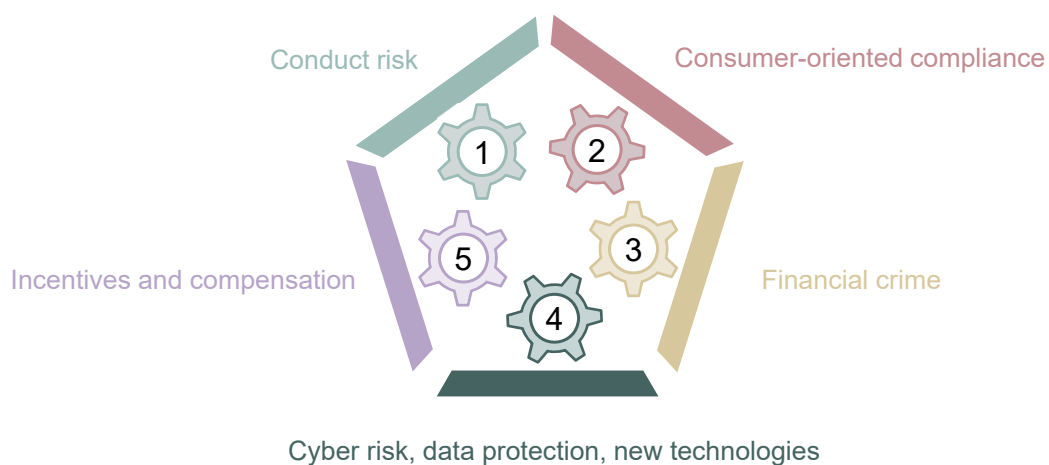 Conduct risk
Consumer-oriented compliance
1
2
5
3
Incentives and compensation
Financial crime
4
Cyber risk, data protection, new technologies